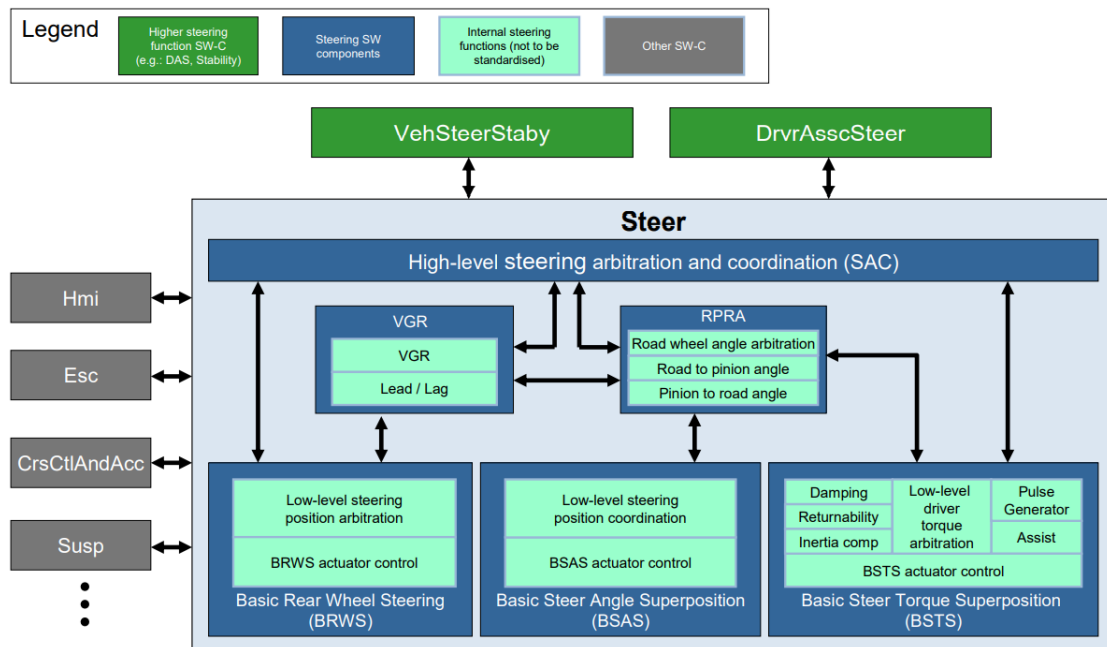 Legend
Higher steering
function SW-C
(e.g.: DAS, Stability)
Steering SW
components
Internal steering
functions (not to be
standardised)
Other SW-C
VehSteerStaby
DrvrAsscSteer
Steer
High-level steering arbitration and coordination (SAC)
Hmi
Esc
CrsCtlAndAcc
Susp
VGR
VGR
Lead / Lag
RPRA
Road wheel angle arbitration
Road to pinion angle
Pinion to road angle
Low-level steering
position arbitration
BRWS actuator control
Basic Rear Wheel Steering
(BRWS)
Low-level steering
position coordination
BSAS actuator control
Basic Steer Angle Superposition
(BSAS)
Damping
Returnability
Inertia comp
Low-level
driver
torque
arbitration
Pulse
Generator
Assist
BSTS actuator control
Basic Steer Torque Superposition
(BSTS)